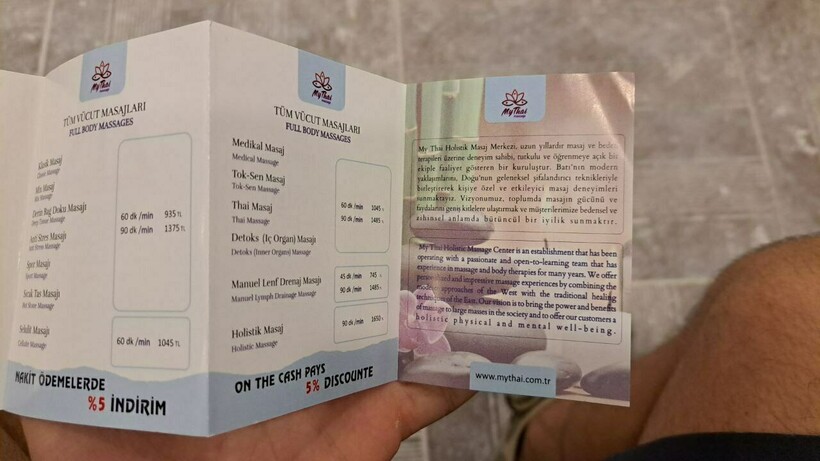 My Thai
TÜM VÜCUT MASAJLARI
FULL BODY MASSAGES
Klasik Masaj
Classic Massage
Mix Masaj
Mix Massage
Derin Bağ Doku Masajı
Deep Tissue Massage
Anti Stres Masajı
Anti Stress Massage
Spor Masajı
Sport Massage
Sıcak Taş Masajı
Hot Stone Massage
60 dk /min 935 TL
90 dk /min 1375 TL
Selülit Masajı
Cellulite Massage
60 dk /min 1045 TL
NAKİT ÖDEMELERDE
%5 İNDİRİM
My Thai
TÜM VÜCUT MASAJLARI
FULL BODY MASSAGES
Medikal Masaj
Medical Massage
Tok-Sen Masaj
Tok-Sen Massage
Thai Masaj
Thai Massage
Detoks (İç Organ) Masajı
Detoks (Inner Organ) Massage
60 dk /min 1045 TL
90 dk /min 1485 TL
Manuel Lenf Drenaj Masajı
Manuel Lymph Drainage Massage
45 dk /min 745 TL
90 dk /min 1485 TL
Holistik Masaj
Holistic Massage
90 dk /min 1650 TL
ON THE CASH PAYS
5% DISCOUNTE
My Thai
My Thai Holistik Masaj Merkezi, uzun yıllardır masaj ve beden
terapileri üzerine deneyim sahibi, tutkulu ve öğrenmeye açık bir
ekiple faaliyet gösteren bir kuruluştur. Batı'nın modern
yaklaşımlarını, Doğu'nun geleneksel şifalandırıcı teknikleriyle
birleştirerek kişiye özel ve etkileyici masaj deneyimleri
sunmaktayız. Vizyonumuz, toplumda masajın gücünü ve
faydalarını geniş kitlelere ulaştırmak ve müşterilerimize bedensel ve
zihinsel anlamda bütüncül bir iyilik sunmaktır.
My Thai Holistic Massage Center is an establishment that has been
operating with a passionate and open-to-learning team that has
experience in massage and body therapies for many years. We offer
personalized and impressive massage experiences by combining the
modern approaches of the West with the traditional healing
techniques of the East. Our vision is to bring the power and benefits
of massage to large masses in the society and to offer our customers a
holistic physical and mental well-being.
www.mythai.com.tr